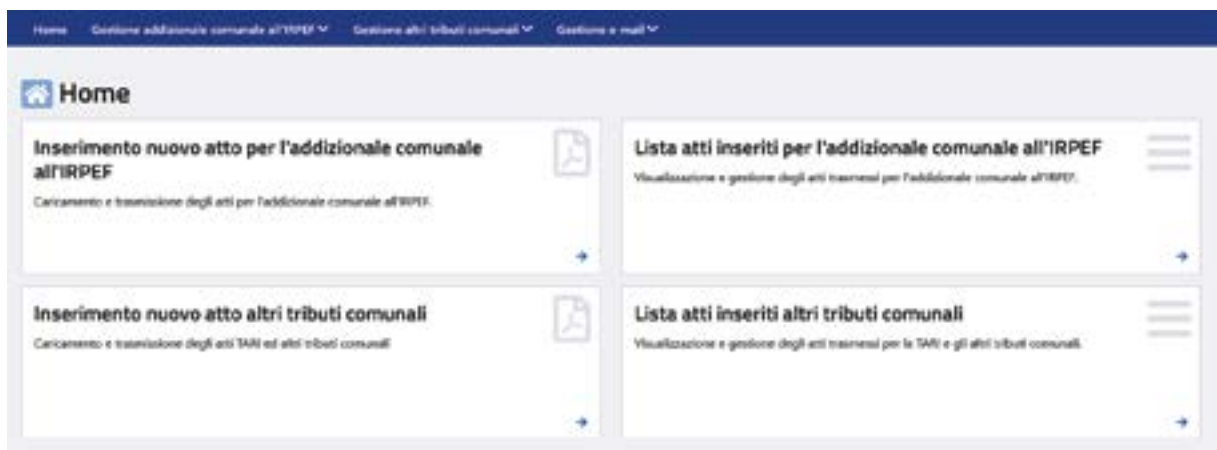 Home Gestione addizionale comunale all'IRPEF Gestione altri tributi comunali Gestione e mail
Home
Inserimento nuovo atto per l'addizionale comunale
all'IRPEF
Caricamento e trasmissione degli atti per l'addizionale comunale all'IRPEF.
Lista atti inseriti per l'addizionale comunale all'IRPEF
Visualizzazione e gestione degli atti trasmessi per l'addizionale comunale all'IRPEF.
Inserimento nuovo atto altri tributi comunali
Caricamento e trasmissione degli atti TARI ed altri tributi comunali
Lista atti inseriti altri tributi comunali
Visualizzazione e gestione degli atti trasmessi per la TARI e gli altri tributi comunali.